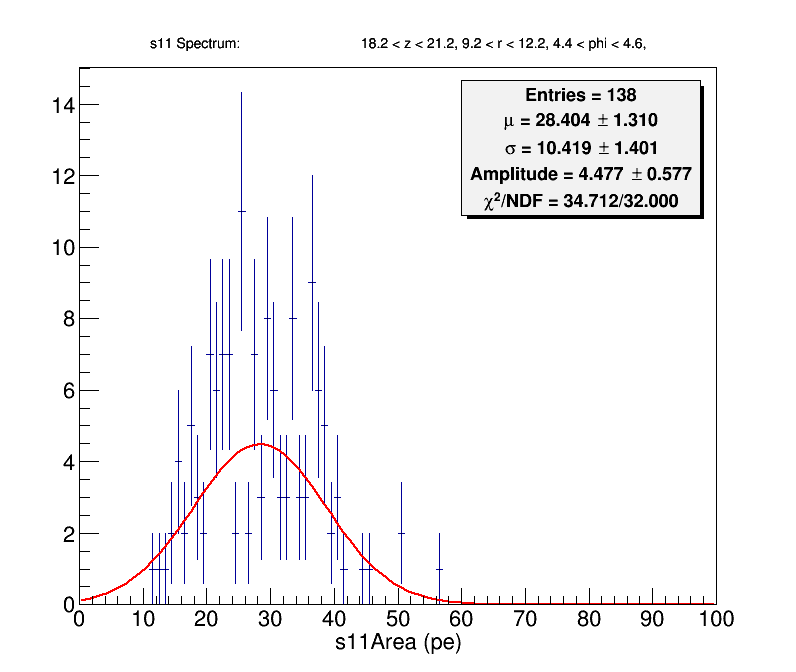 s11 Spectrum: 18.2 < z < 21.2, 9.2 < r < 12.2, 4.4 < phi < 4.6,
Entries = 138
μ = 28.404 ± 1.310
σ = 10.419 ± 1.401
Amplitude = 4.477 ± 0.577
χ²/NDF = 34.712/32.000
14
12
10
8
6
4
2
0
0 10 20 30 40 50 60 70 80 90 100
s11Area (pe)